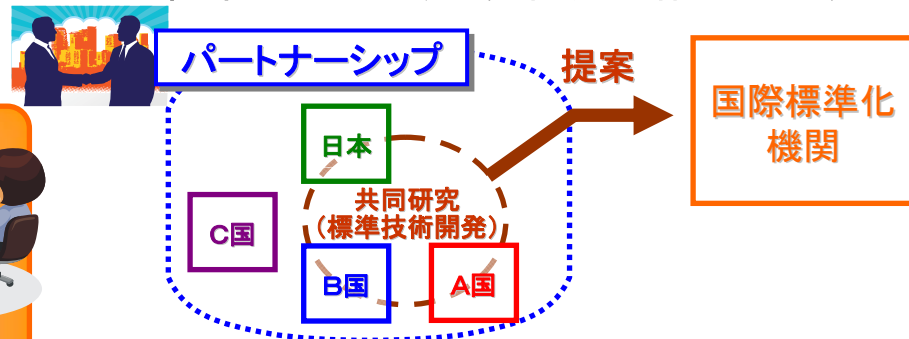 パートナーシップ
提案
国際標準化
機関
日本
共同研究
（標準技術開発）
C国
B国
A国